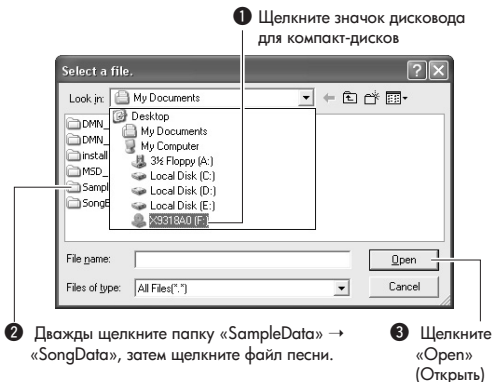 ❶ Щелкните значок дисковода
для компакт-дисков
Select a file.
Look in: My Documents
Desktop
DMN_ My Documents
DMN_ My Computer
install 3½ Floppy (A:)
MSD_ Local Disk (C:)
Sampl Local Disk (D:)
SongE Local Disk (E:)
X9318A0 (F:)
File name: Open
Files of type: All Files(*.*) Cancel
❷ Дважды щелкните папку «SampleData» →
«SongData», затем щелкните файл песни.
❸ Щелкните
«Open»
(Открыть)